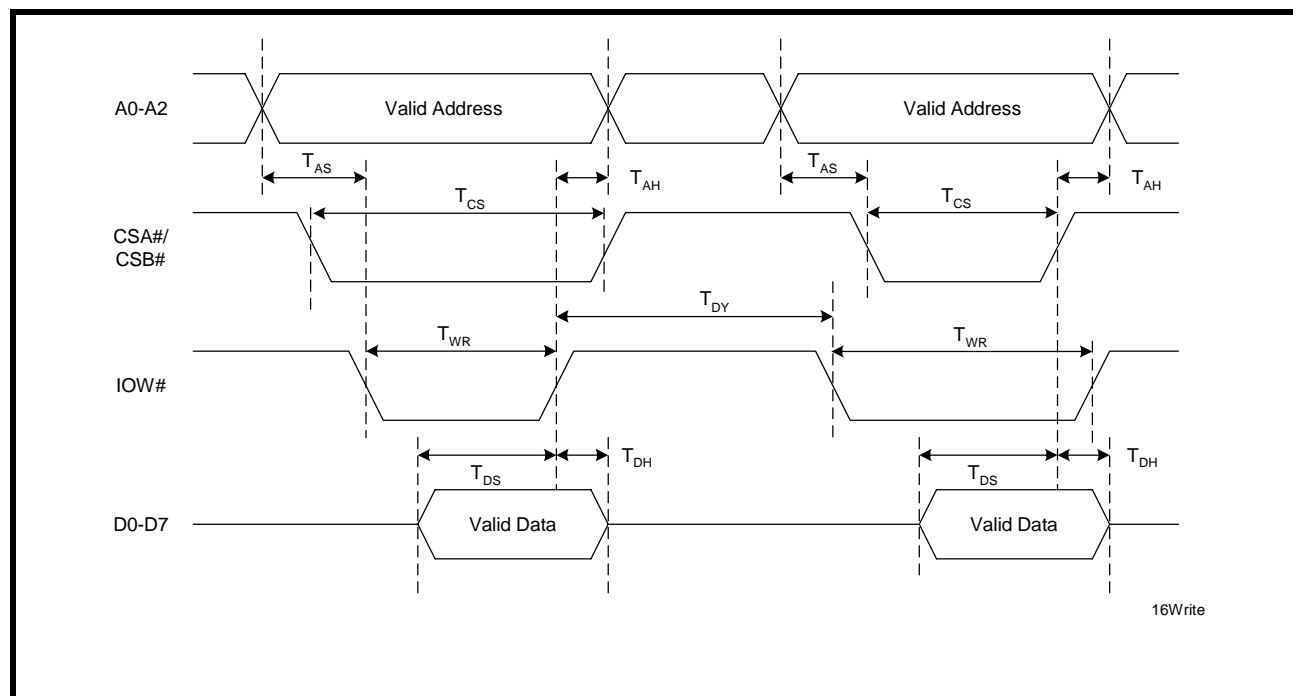 A0-A2
Valid Address
Valid Address
TAS
TAH
TAS
TAH
TCS
TCS
CSA#/
CSB#
TDY
TWR
TWR
IOW#
TDS
TDH
TDS
TDH
D0-D7
Valid Data
Valid Data
16Write